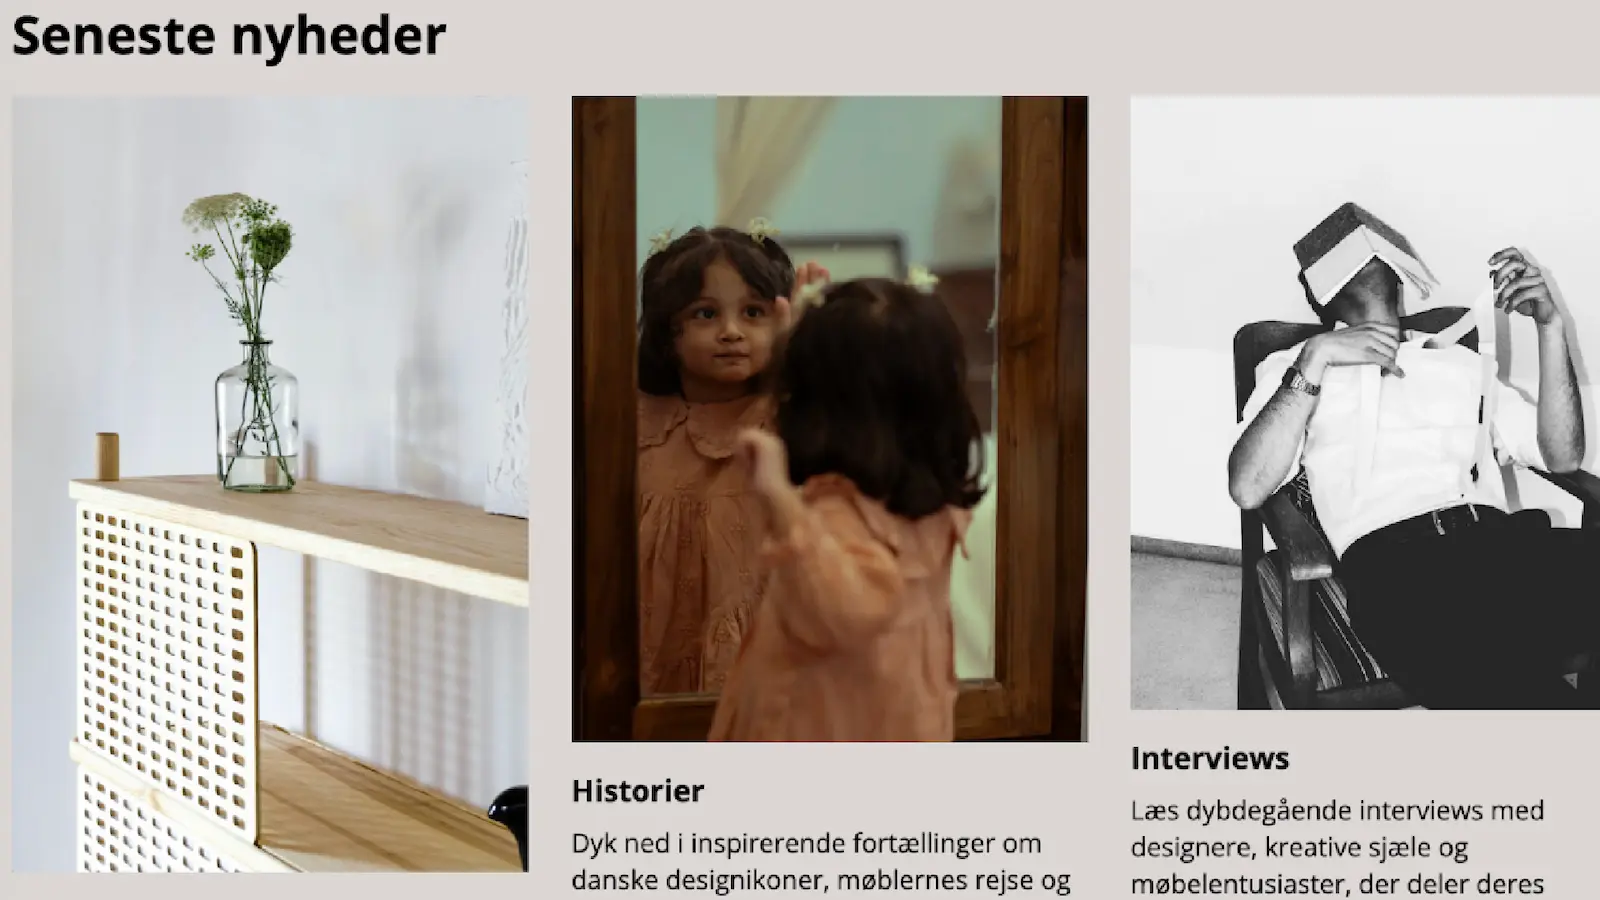 Seneste nyheder
Historier
Dyk ned i inspirerende fortællinger om
danske designikoner, møblernes rejse og
Interviews
Læs dybdegående interviews med
designere, kreative sjæle og
møbelentusiaster, der deler deres